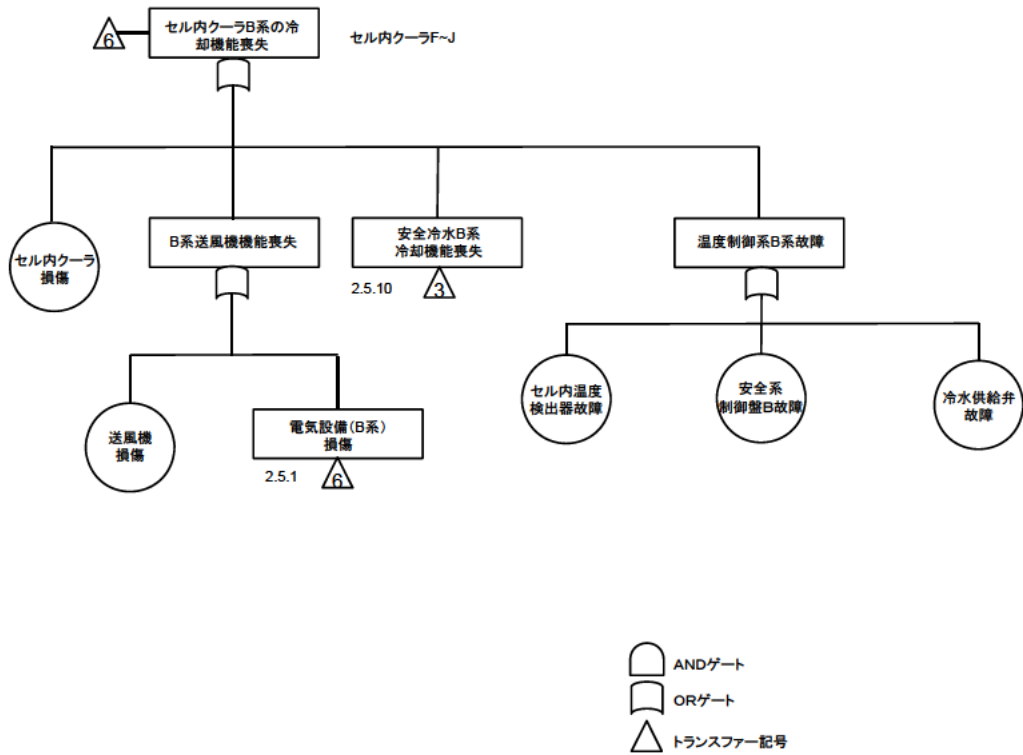 6
セル内クーラB系の冷
却機能喪失
セル内クーラF~J
セル内クーラ
損傷
B系送風機機能喪失
安全冷水B系
冷却機能喪失
2.5.10
3
温度制御系B系故障
送風機
損傷
電気設備(B系)
損傷
2.5.1
6
セル内温度
検出器故障
安全系
制御盤B故障
冷水供給弁
故障
ANDゲート
ORゲート
トランスファー記号